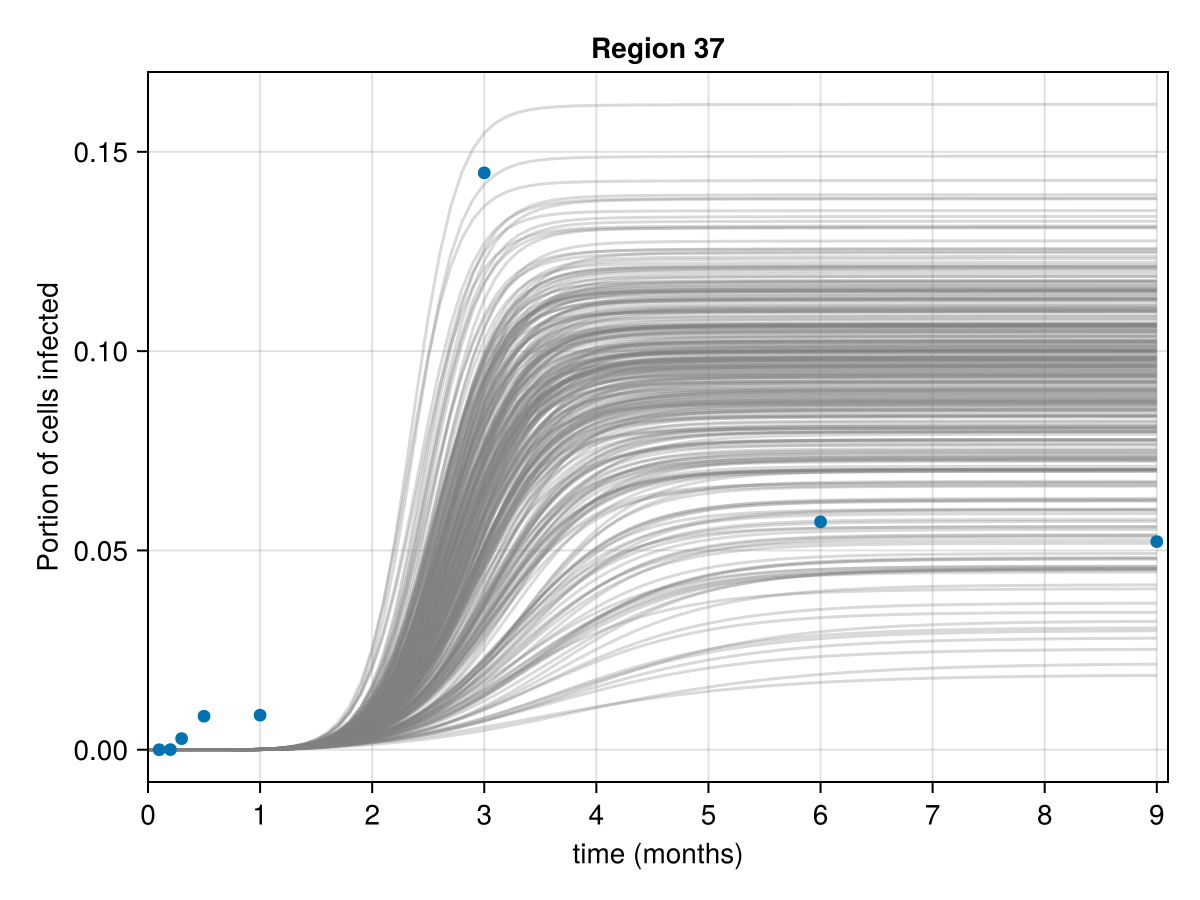 Region 37
Portion of cells infected
0.15
0.10
0.05
0.00
0 1 2 3 4 5 6 7 8 9
time (months)